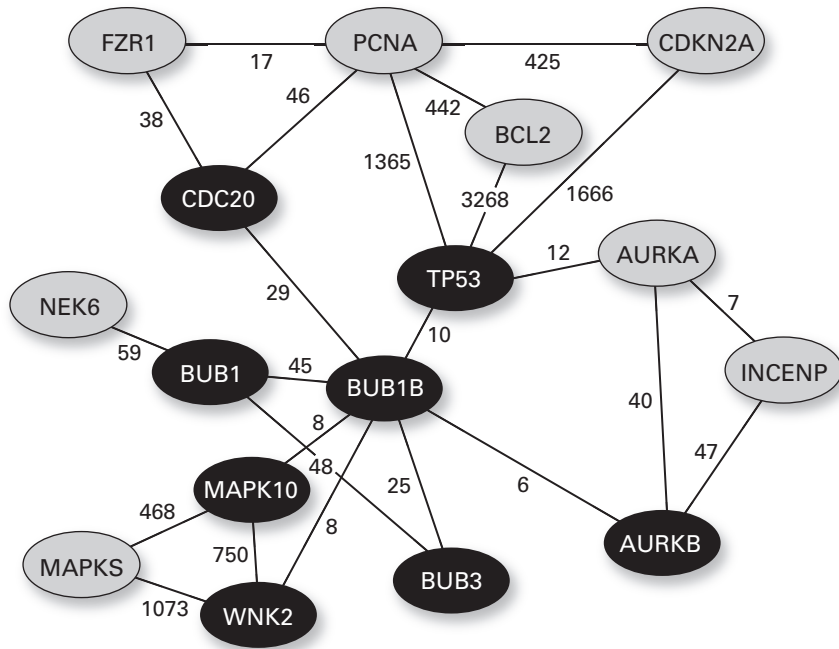 FZR1
PCNA
CDKN2A
17
425
38
46
442
BCL2
1365
CDC20
3268
1666
TP53
12
AURKA
29
NEK6
10
7
59
BUB1
45
BUB1B
INCENP
8
40
48
47
MAPK10
25
6
468
8
750
AURKB
MAPKS
BUB3
1073
WNK2